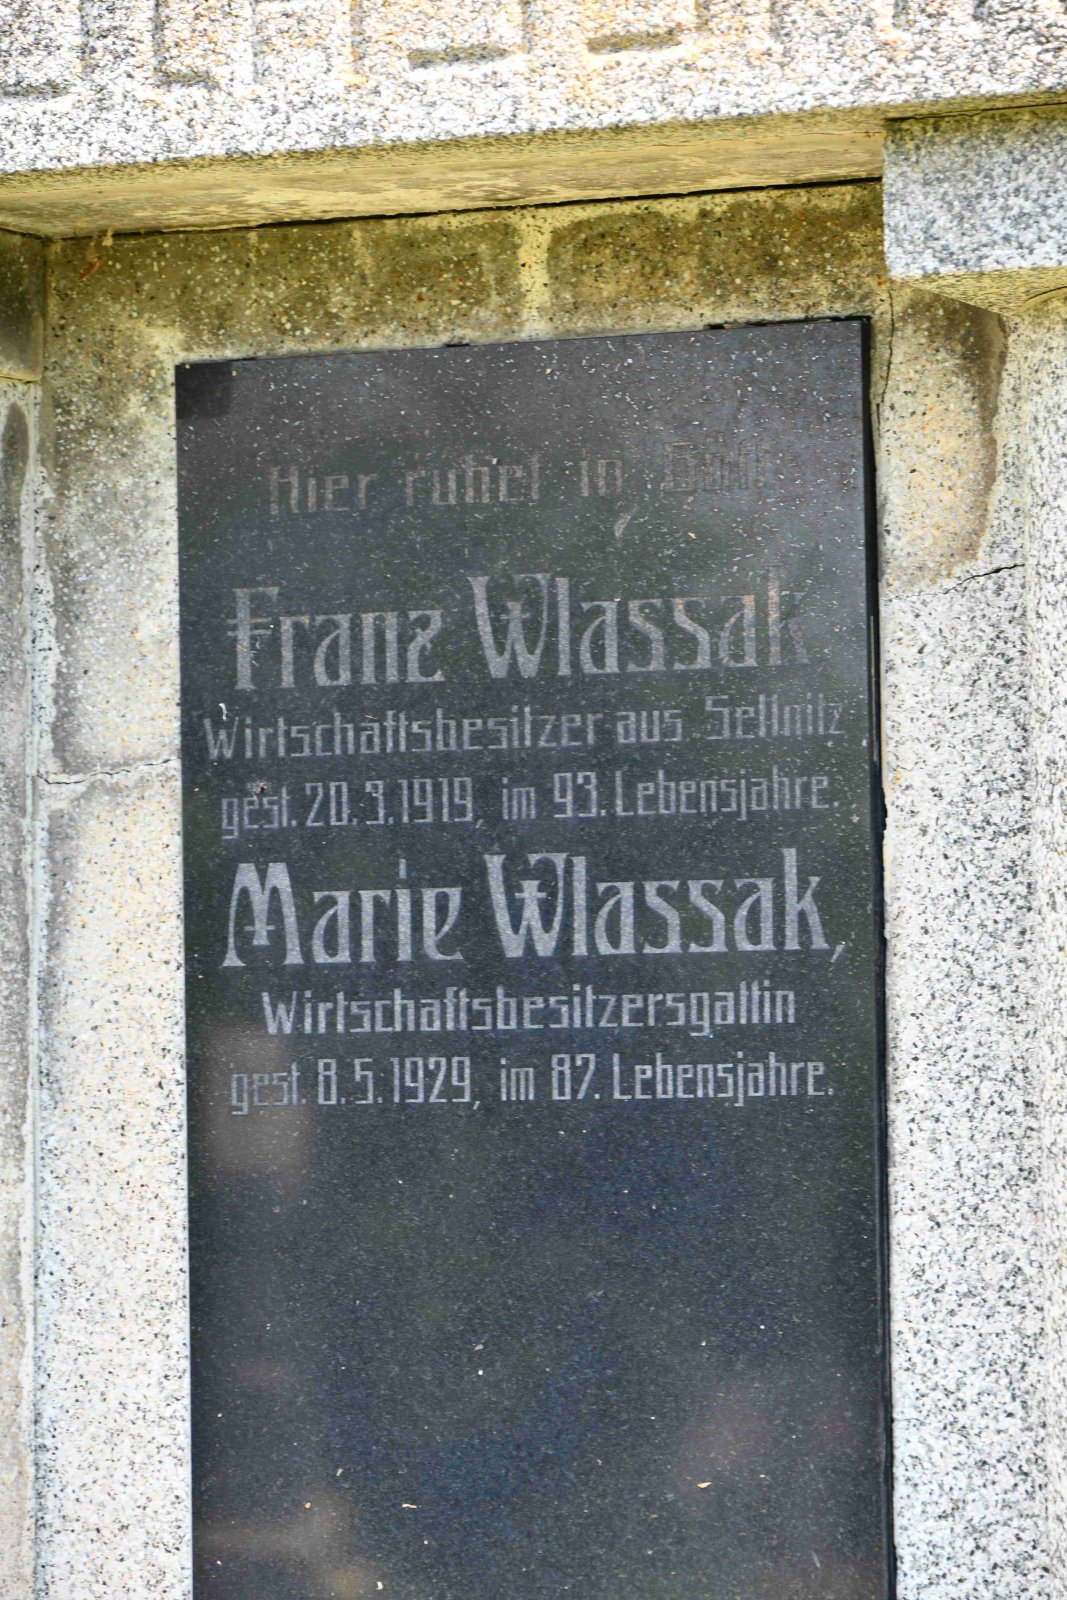 Hier ruhet in Gott
Franz Wlassak
Wirtschaftsbesitzer aus Sellnitz
gest. 20.3.1919, im 93. Lebensjahre.
Marie Wlassak,
Wirtschaftsbesitzersgattin
gest. 8.5.1929, im 87. Lebensjahre.